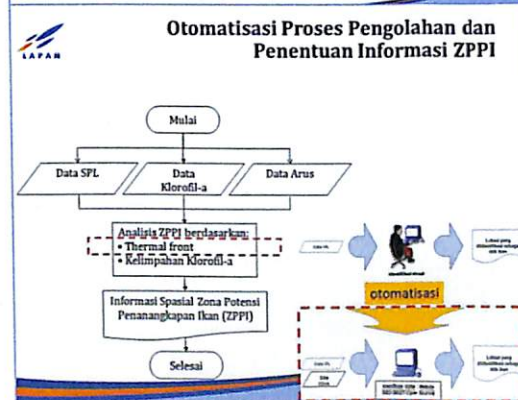 LAPAN
Otomatisasi Proses Pengolahan dan
Penentuan Informasi ZPPI
Mulai
Data SPL
Data
Klorofil-a
Data Arus
Analisis ZPPI berdasarkan:
• Thermal front
• Kelimpahan Klorofil-a
Informasi Spasial Zona Potensi
Penanangkapan Ikan (ZPPI)
Selesai
otomatisasi